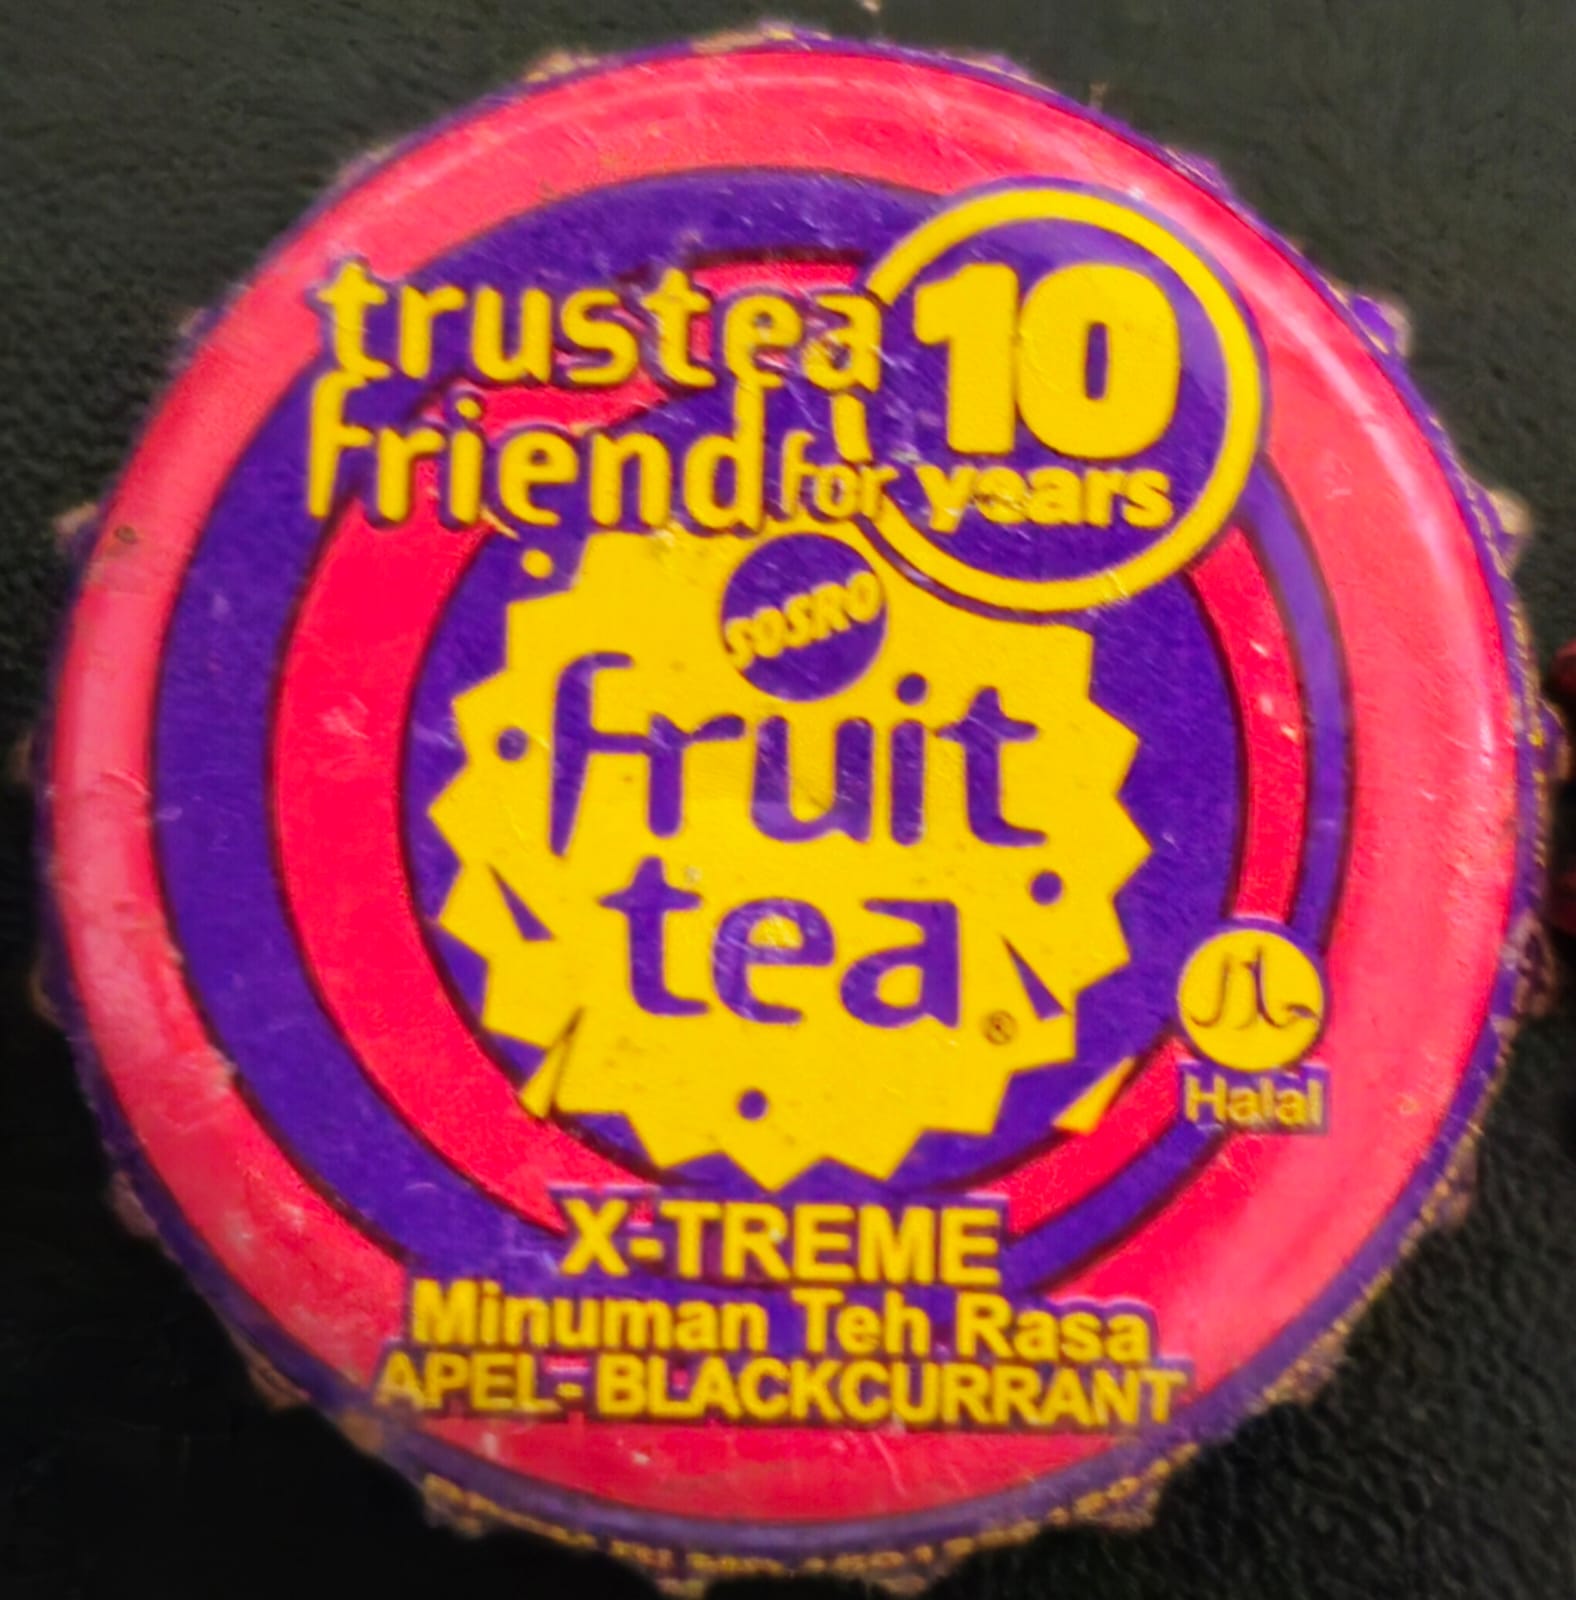 trustea 10
friend for years
SOSRO
fruit
tea®
Halal
X-TREME
Minuman Teh Rasa
APEL-BLACKCURRANT